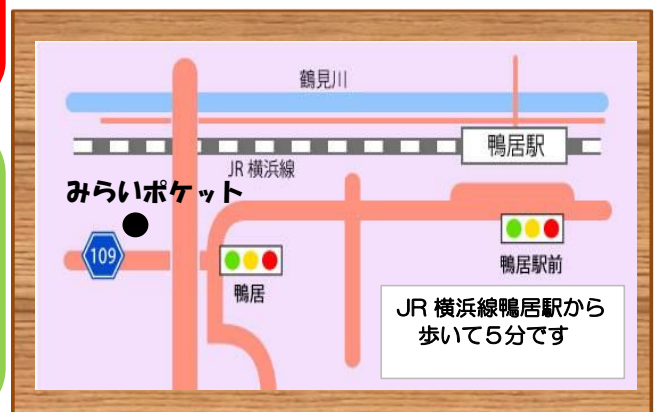 鶴見川
鴨居駅
JR 横浜線
みらいポケット
109
鴨居
鴨居駅前
JR 横浜線鴨居駅から
歩いて5分です